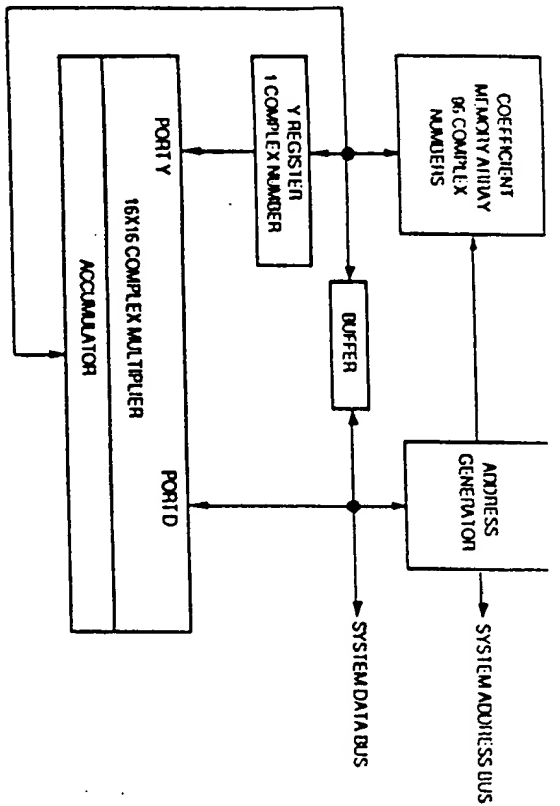 COEFFICIENT
MEMORY ARRAY
96 COMPLEX
NUMBERS
ADDRESS
GENERATOR
SYSTEM ADDRESS BUS
Y REGISTER
1 COMPLEX NUMBER
BUFFER
SYSTEM DATA BUS
PORT Y
PORT D
16X16 COMPLEX MULTIPLIER
ACCUMULATOR